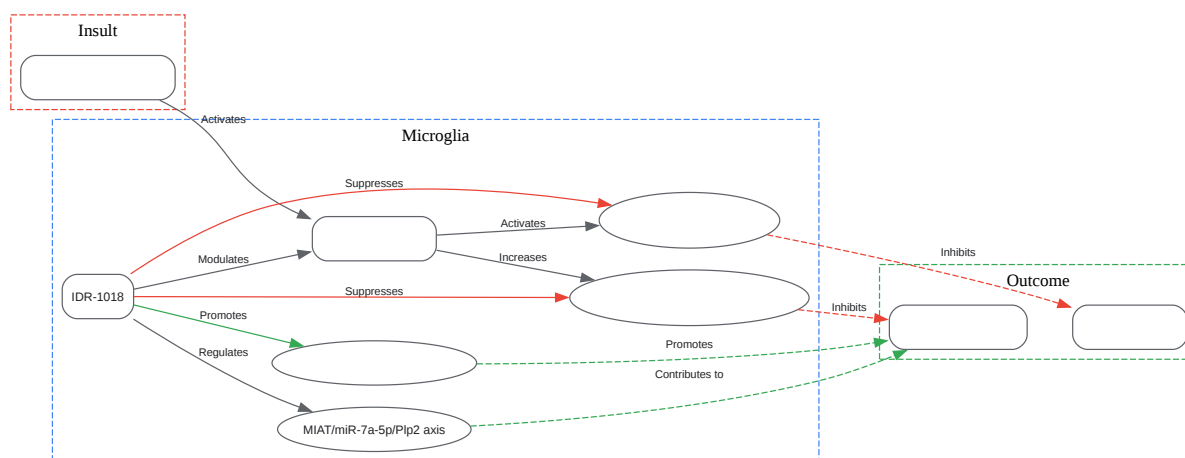 Insult
Activates
Microglia
Suppresses
Activates
Modulates
Increases
Inhibits
Outcome
IDR-1018
Suppresses
Inhibits
Promotes
Promotes
Regulates
Contributes to
MIAT/miR-7a-5p/Plp2 axis